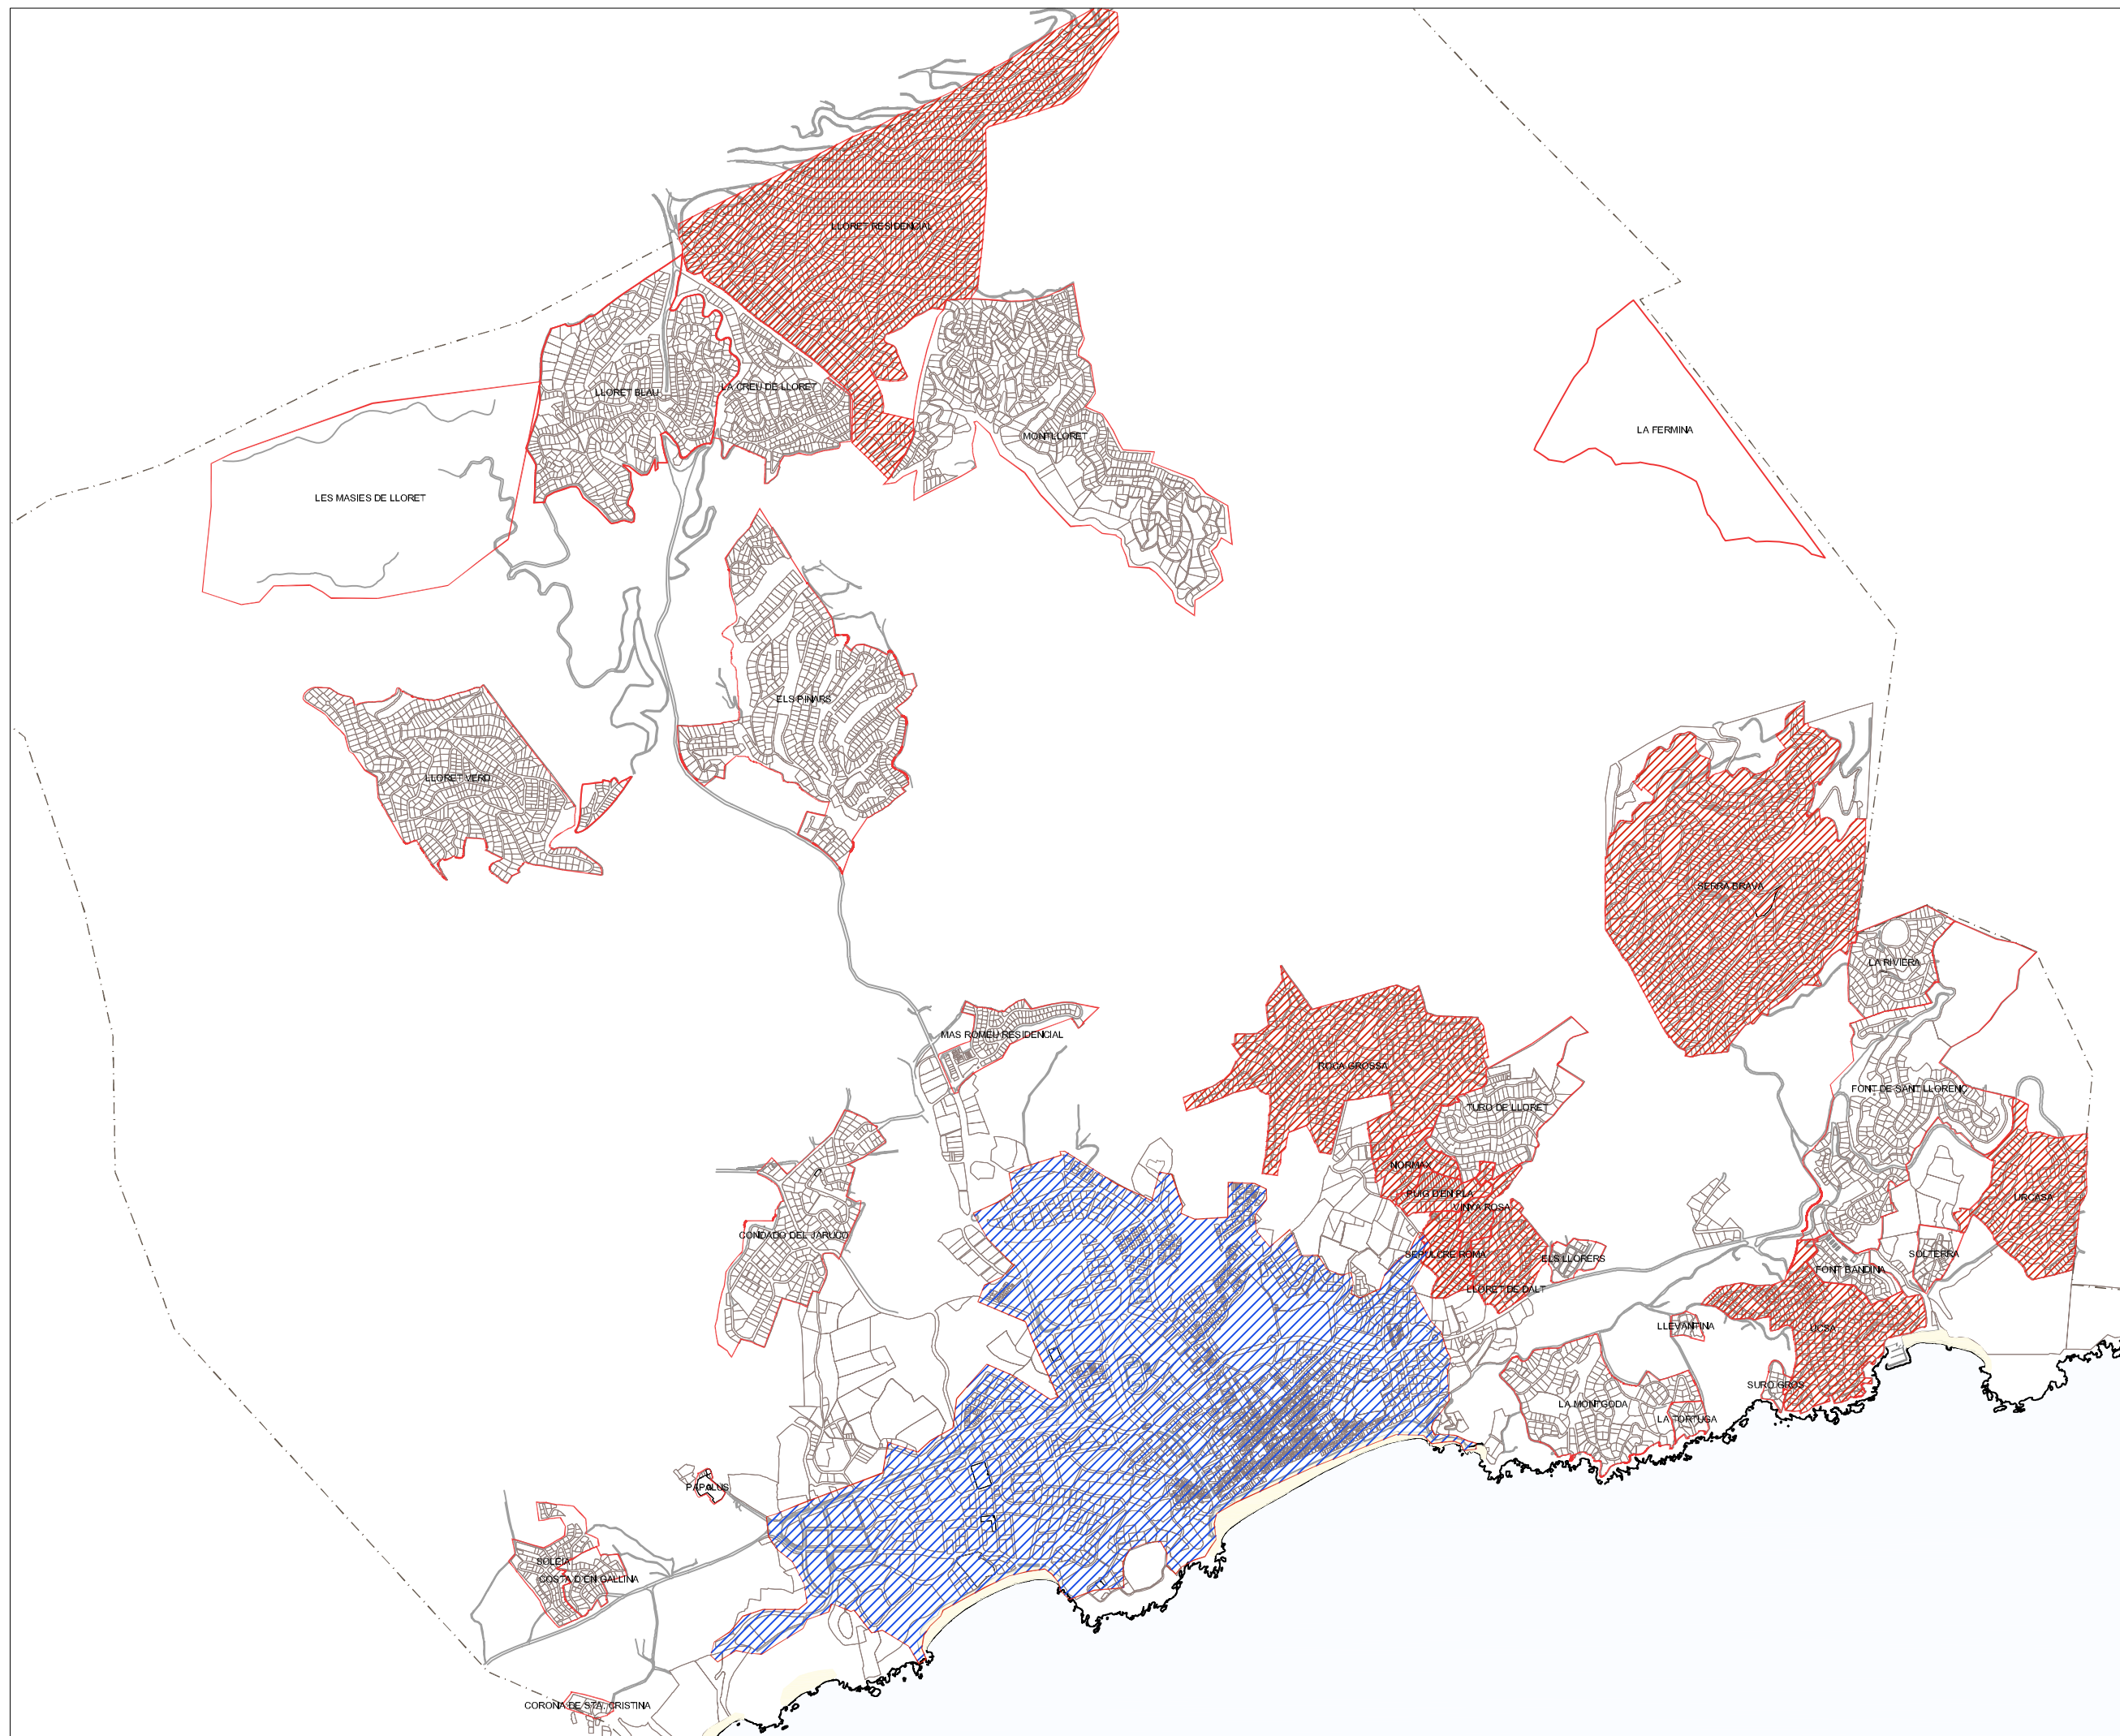 LLORET RESIDENCIAL
LLORET BLAU
LA CREU DE LLORET
MONTLLORET
LA FERMINA
LES MASIES DE LLORET
ELS PINARS
LLORET VERD
SERRA BRAVA
LA RIVIERA
MAS ROMEU RESIDENCIAL
ROCA GROSSA
FONT DE SANT LLORENÇ
TURO DE LLORET
NORMAX
PUIG D'EN PLA
URCASA
VINYA ROSA
CONDADO DEL JARUCO
SEPULCRE ROMA
ELS LLORERS
SOLTERRA
FONT BANDINA
LLORET DE DALT
LLEVANTINA
UCSA
SURO GROS
LA MONTGODA
LA TORTUGA
PAPALUS
SOLEIA
COSTA D'EN GALLINA
CORONA DE STA. CRISTINA